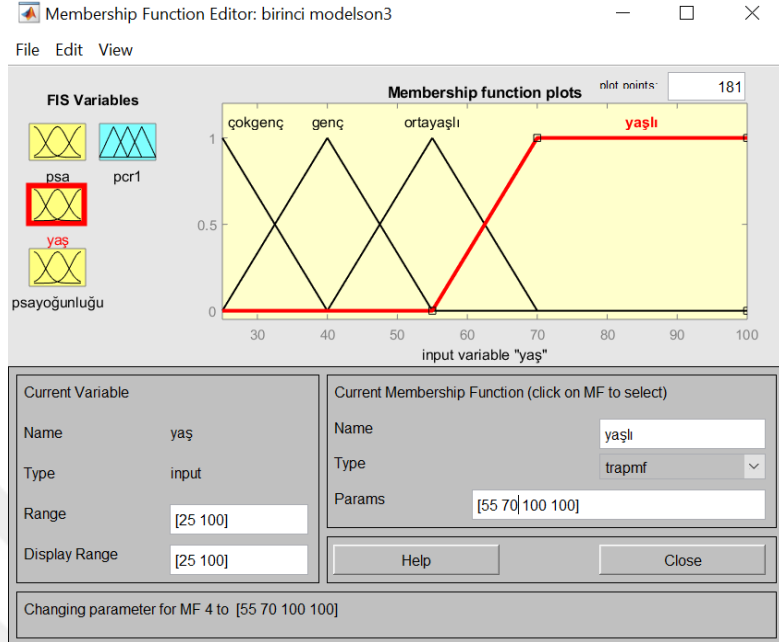 Membership Function Editor: birinci modelson3
File Edit View
FIS Variables
psa
pcr1
yaş
psayoğunluğu
Membership function plots
plot points:
181
çokgenç
genç
ortayaşlı
yaşlı
1
0.5
0
30 40 50 60 70 80 90 100
input variable "yaş"
Current Variable
Name yaş
Type input
Range [25 100]
Display Range [25 100]
Current Membership Function (click on MF to select)
Name yaşlı
Type trapmf
Params [55 70 100 100]
Help
Close
Changing parameter for MF 4 to [55 70 100 100]